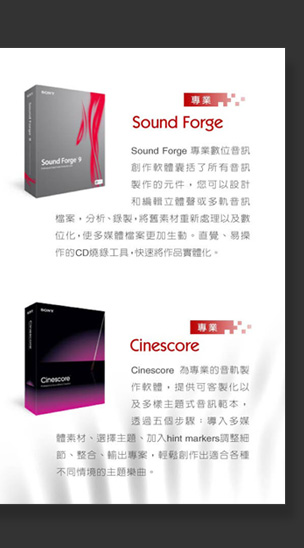 專業
Sound Forge
SONY
Sound Forge 9
Sound Forge 專業數位音訊
創作軟體囊括了所有音訊
製作的元件，您可以設計
和編輯立體聲或多軌音訊
檔案，分析、錄製，將舊素材重新處理以及數
位化，使多媒體檔案更加生動。直覺、易操
作的CD燒錄工具，快速將作品實體化。
專業
Cinescore
SONY
Cinescore
Cinescore 為專業的音軌製
作軟體，提供可客製化以
及多樣主題式音訊範本，
透過五個步驟：導入多媒
體素材、選擇主題、加入hint markers調整細
節、整合、輸出專案，輕鬆創作出適合各種
不同情境的主題樂曲。